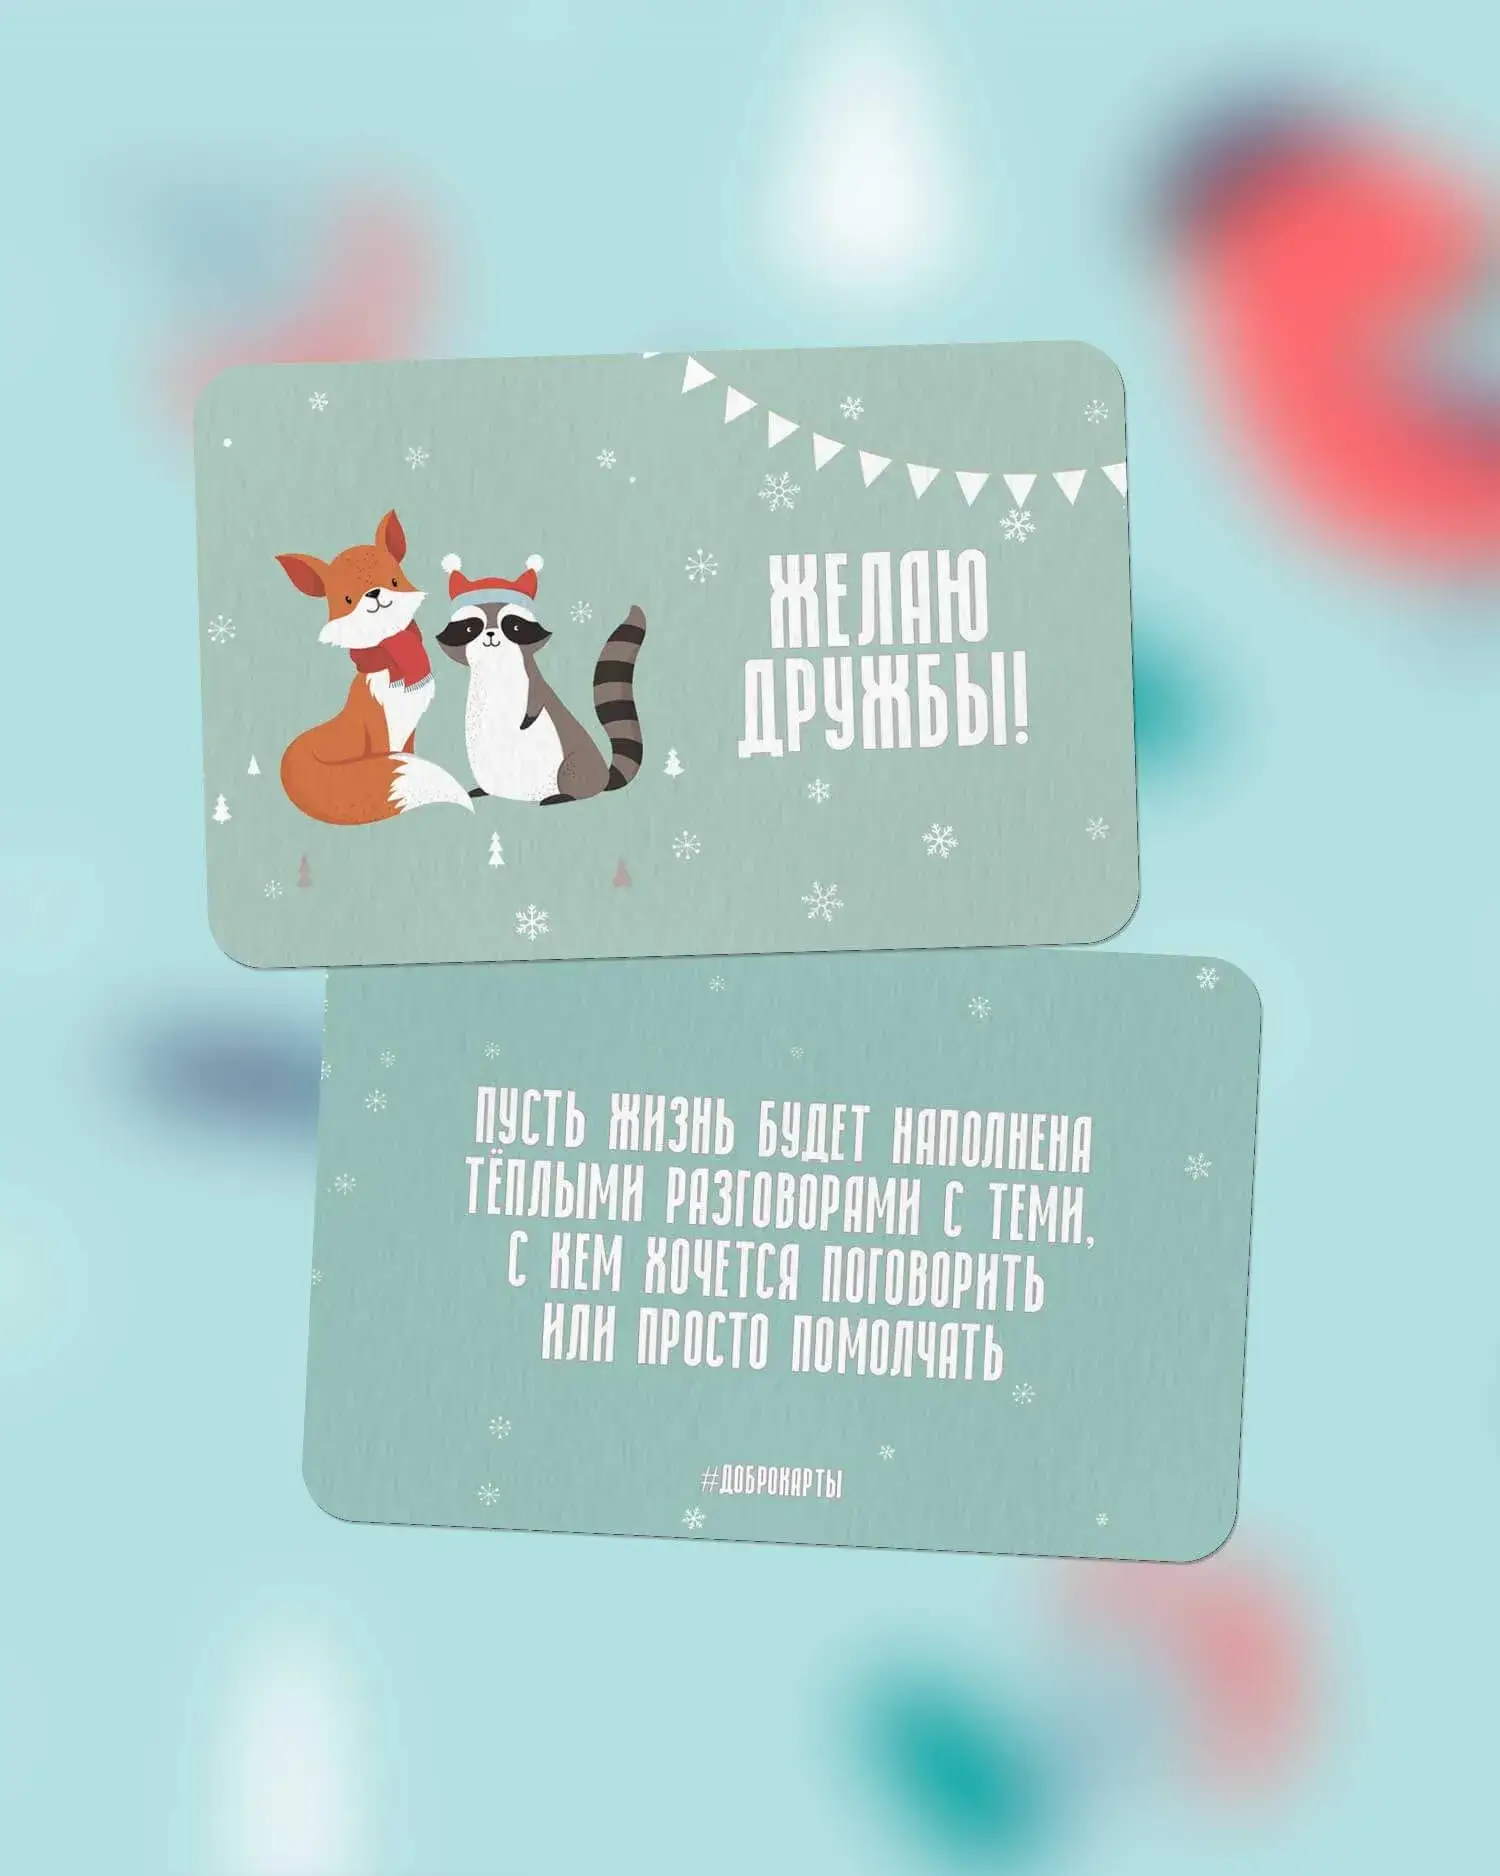 ЖЕЛАЮ
ДРУЖБЫ!
ПУСТЬ ЖИЗНЬ БУДЕТ НАПОЛНЕНА
ТЁПЛЫМИ РАЗГОВОРАМИ С ТЕМИ,
С КЕМ ХОЧЕТСЯ ПОГОВОРИТЬ
ИЛИ ПРОСТО ПОМОЛЧАТЬ
#ДОБРОКАРТЫ